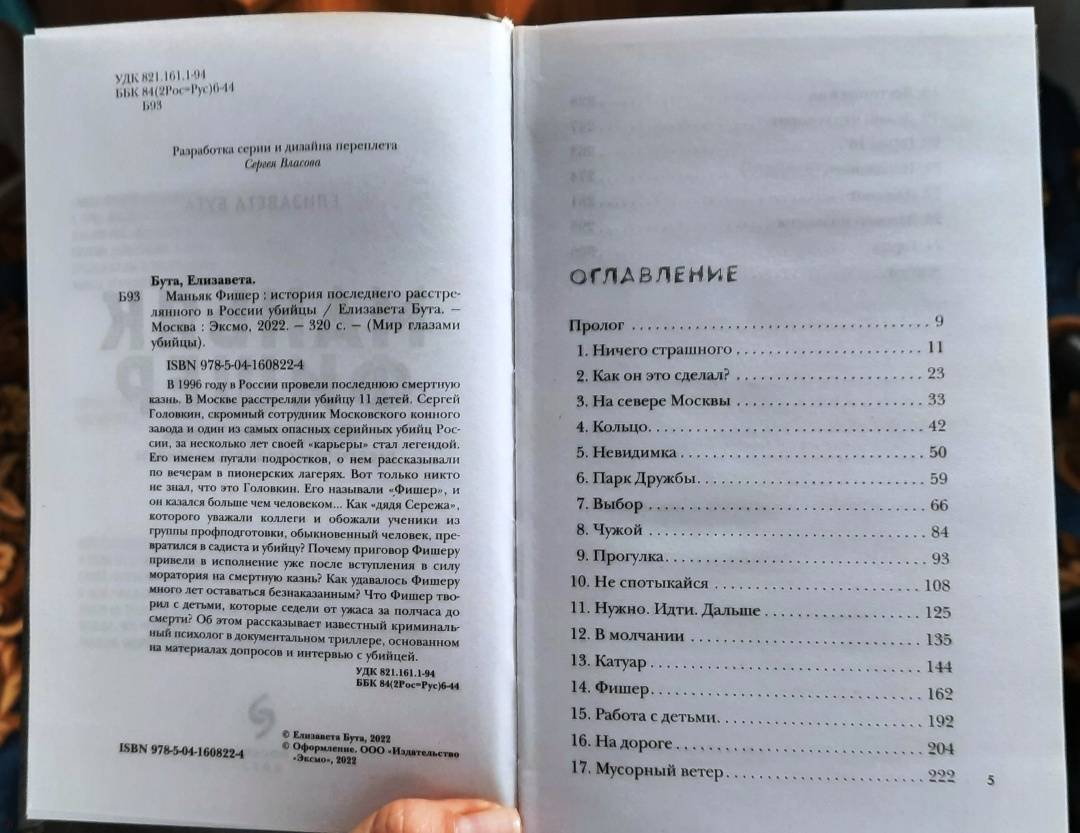 УДК 821.161.1-94
ББК 84(2Рос=Рус)6-44
Б93
Разработка серии и дизайна переплета
Сергея Власова
Бута, Елизавета.
Б93 Маньяк Фишер : история последнего расстре-
лянного в России убийцы / Елизавета Бута. —
Москва : Эксмо, 2022. — 320 с. — (Мир глазами
убийцы).
ISBN 978-5-04-160822-4
В 1996 году в России провели последнюю смертную
казнь. В Москве расстреляли убийцу 11 детей. Сергей
Головкин, скромный сотрудник Московского конного
завода и один из самых опасных серийных убийц Рос-
сии, за несколько лет своей «карьеры» стал легендой.
Его именем пугали подростков, о нем рассказывали
по вечерам в пионерских лагерях. Вот только никто
не знал, что это Головкин. Его называли «Фишер», и
он казался больше чем человеком... Как «дядя Сережа»,
которого уважали коллеги и обожали ученики из
группы профподготовки, обыкновенный человек, пре-
вратился в садиста и убийцу? Почему приговор Фишеру
привели в исполнение уже после вступления в силу
моратория на смертную казнь? Как удавалось Фишеру
много лет оставаться безнаказанным? Что Фишер тво-
рил с детьми, которые седели от ужаса за полчаса до
смерти? Об этом рассказывает известный криминаль-
ный психолог в документальном триллере, основанном
на материалах допросов и интервью с убийцей.
УДК 821.161.1-94
ББК 84(2Рос=Рус)6-44
© Елизавета Бута, 2022
© Оформление. ООО «Издательство
«Эксмо», 2022
ISBN 978-5-04-160822-4
ОГЛАВЛЕНИЕ
Пролог 9
1. Ничего страшного 11
2. Как он это сделал? 23
3. На севере Москвы 33
4. Кольцо 42
5. Невидимка 50
6. Парк Дружбы 59
7. Выбор 66
8. Чужой 84
9. Прогулка 93
10. Не спотыкайся 108
11. Нужно. Идти. Дальше 125
12. В молчании 135
13. Катуар 144
14. Фишер 162
15. Работа с детьми 192
16. На дороге 204
17. Мусорный ветер 222
5